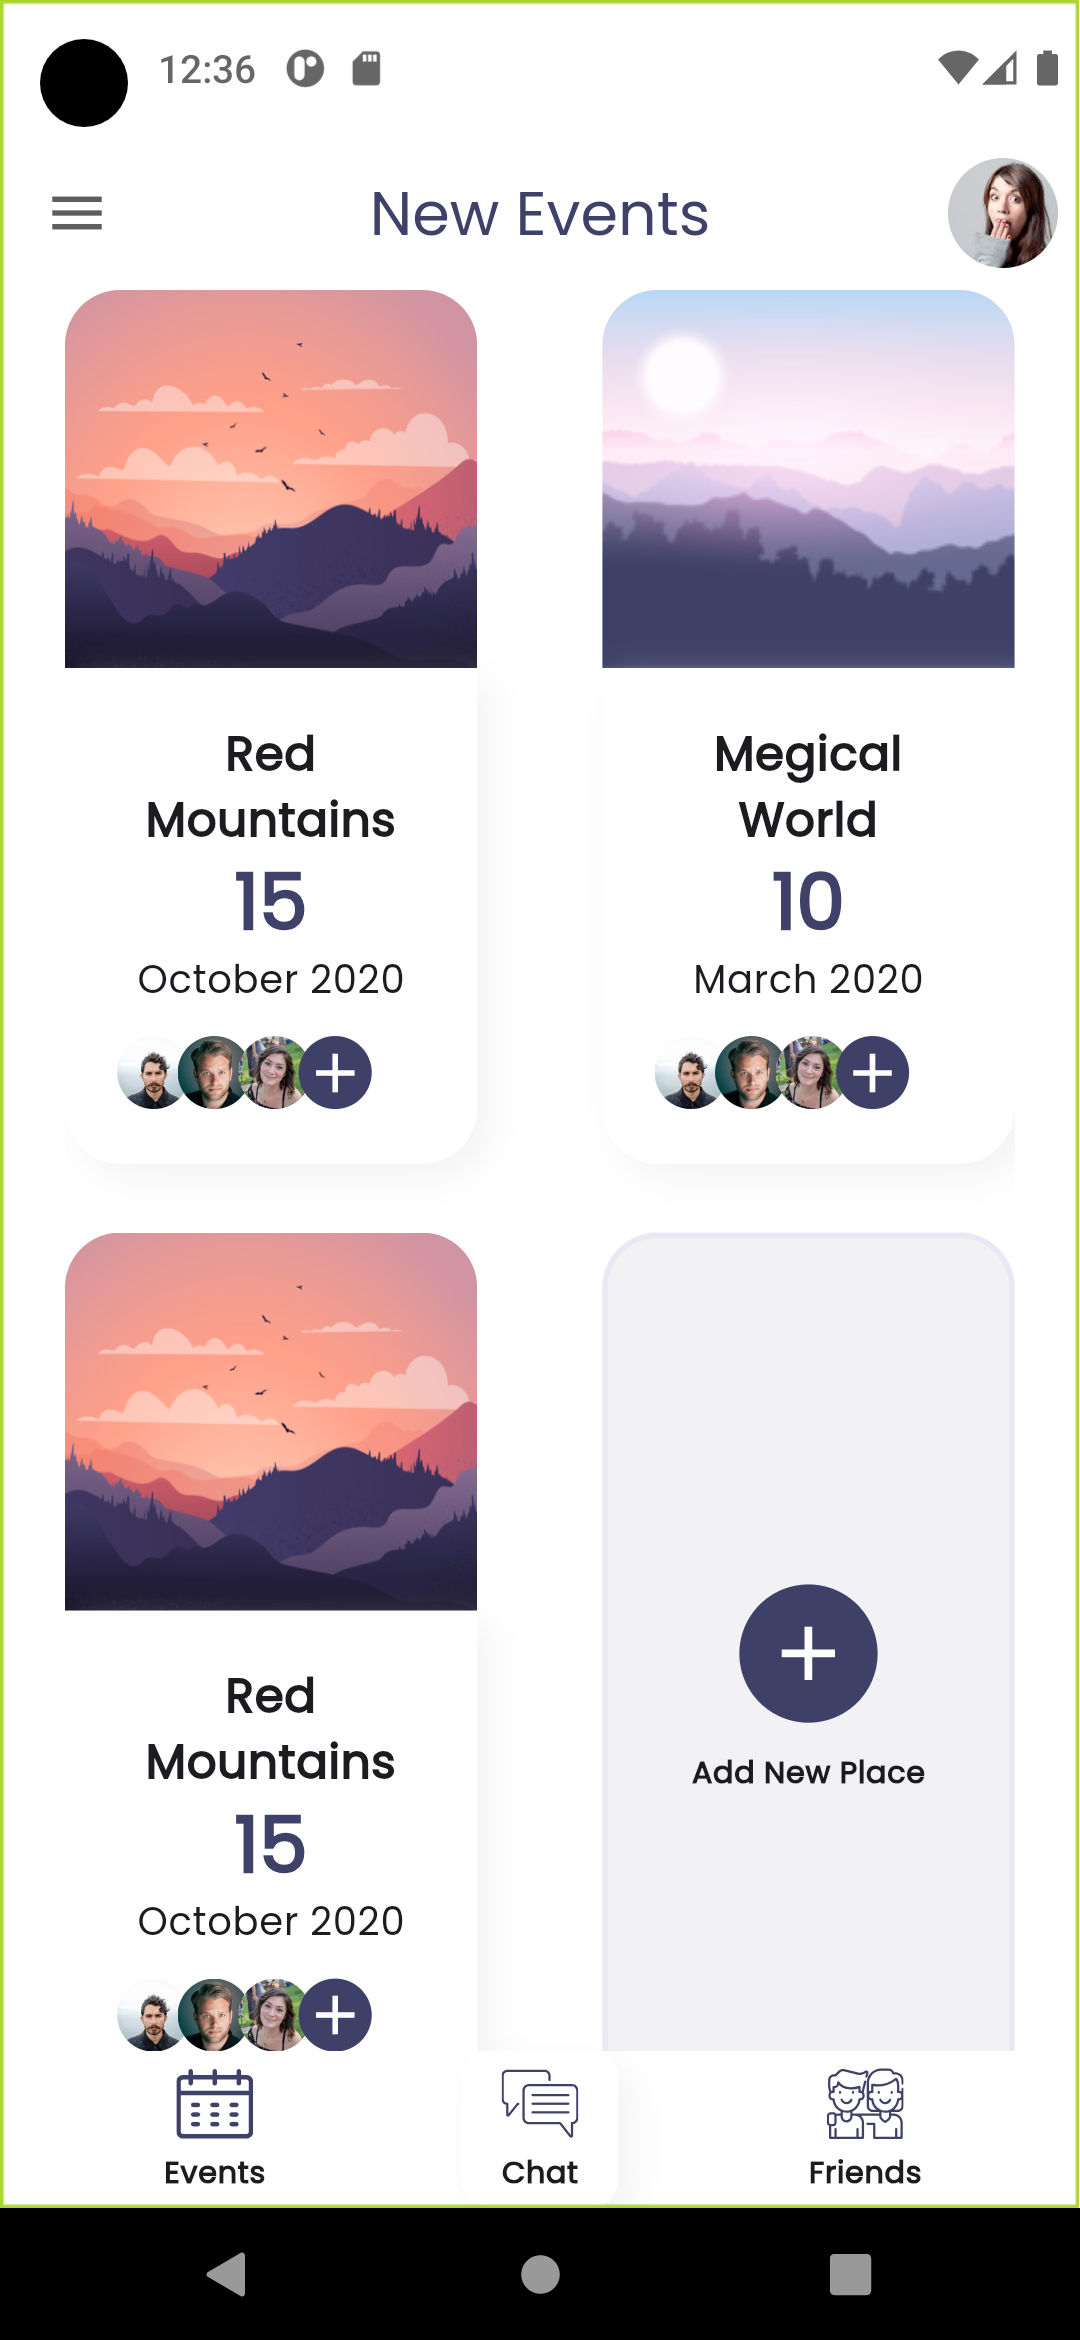 12:36
New Events
Red
Mountains
15
October 2020
Megical
World
10
March 2020
Red
Mountains
15
October 2020
Add New Place
Events
Chat
Friends